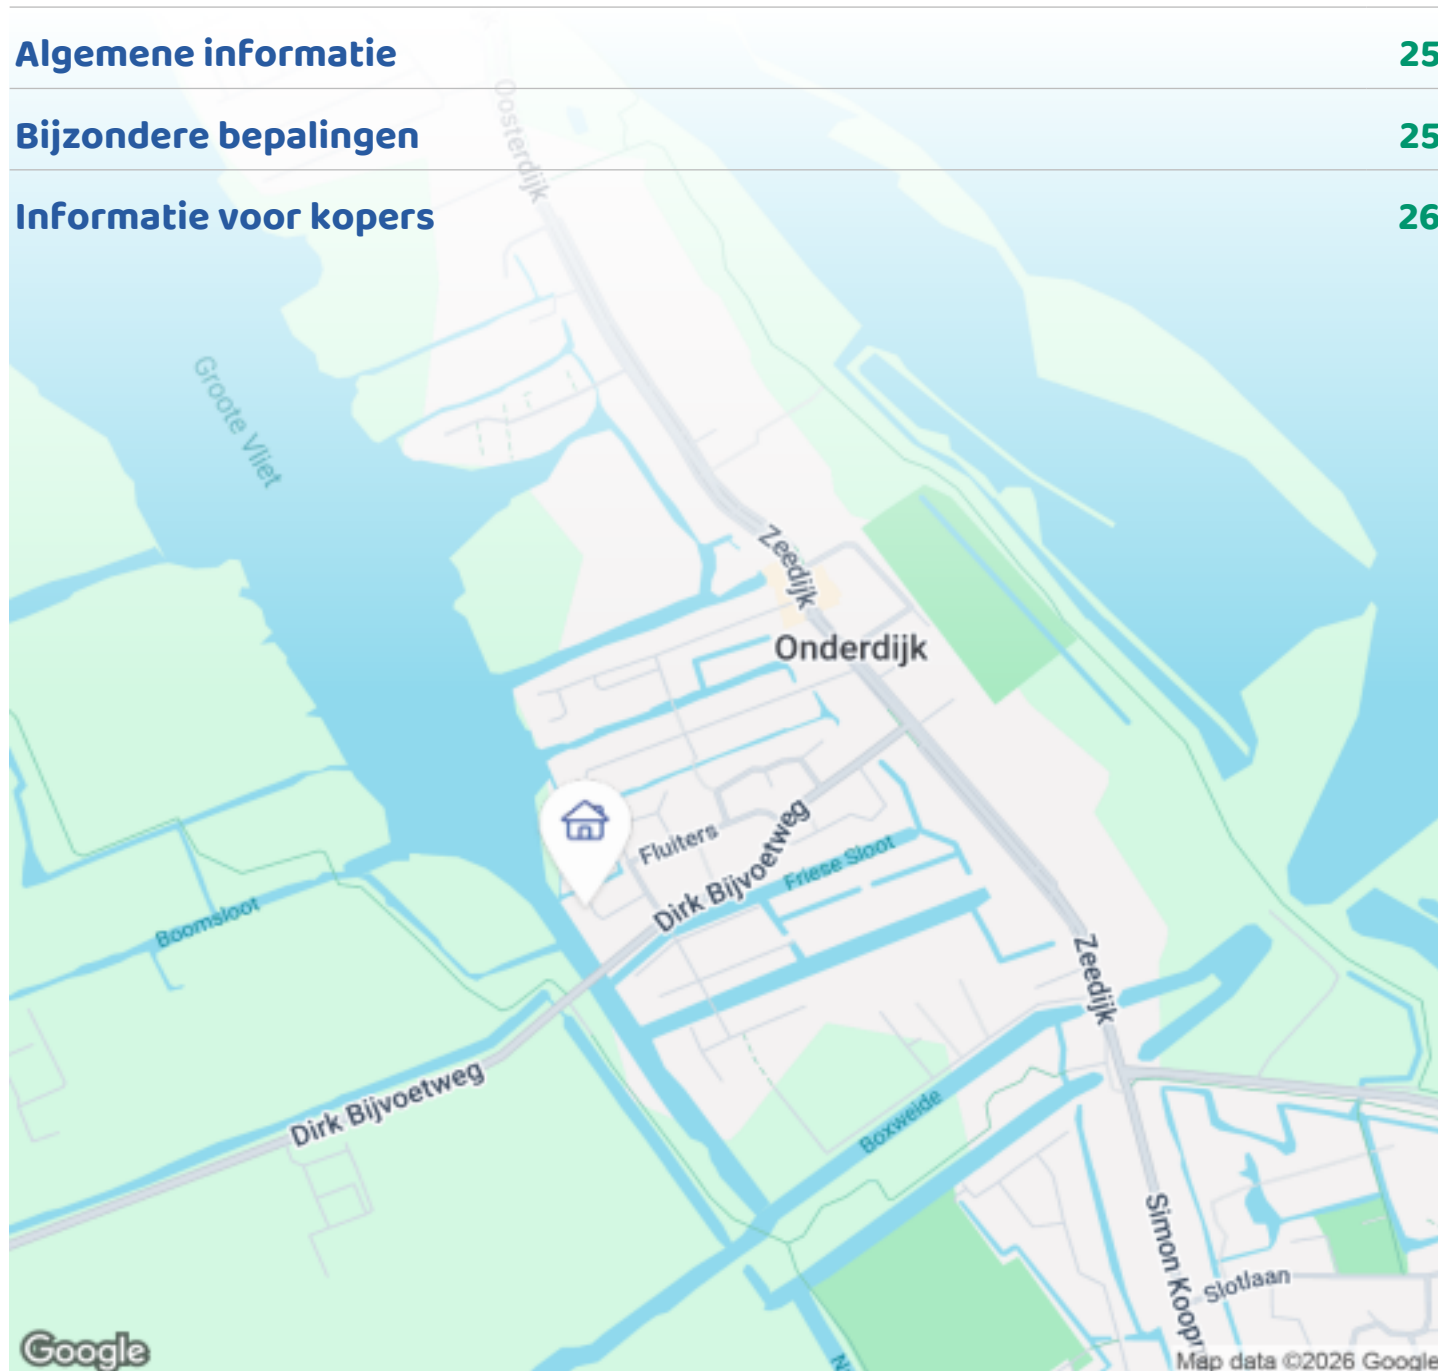 Algemene informatie 25
Bijzondere bepalingen 25
Informatie voor kopers 26
Oosterdijk
Groote Vliet
Zeedijk
Onderdijk
Fluiters
Dirk Bijvoetweg
Friese Sloot
Boomsloot
Zeedijk
Dirk Bijvoetweg
Boxweide
Simon Koop
Slotlaan
Google
Map data ©2026 Google